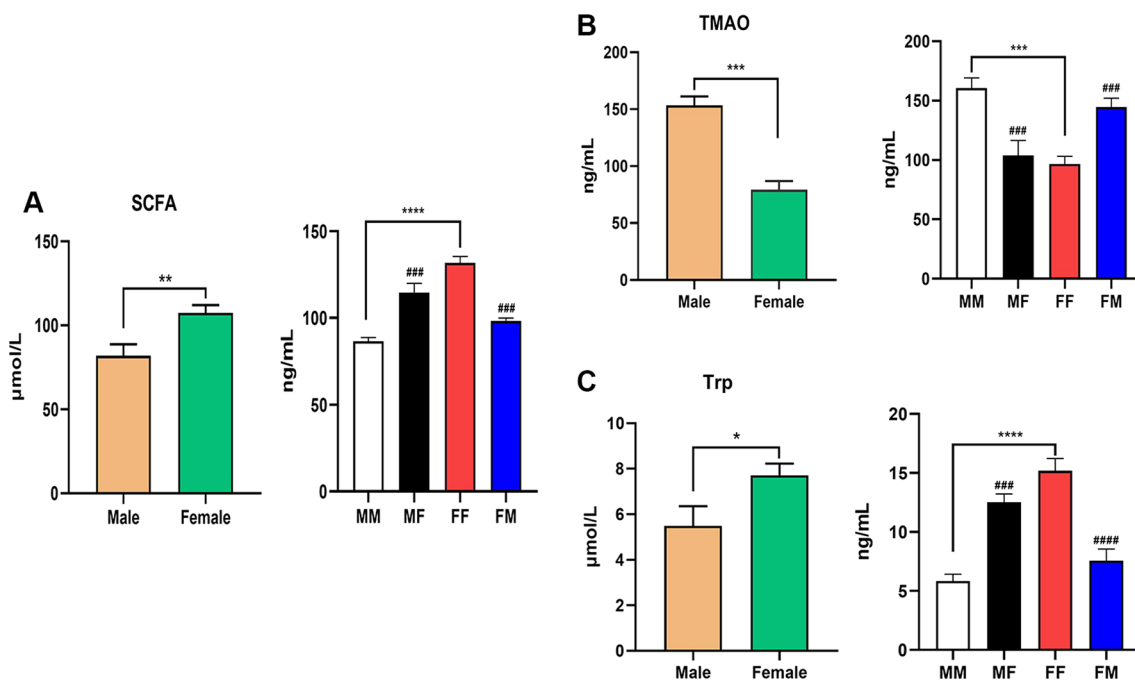 A
SCFA
µmol/L
150
100
50
0
**
Male
Female
ng/mL
150
100
50
0
****
###
###
MM
MF
FF
FM
B
TMAO
ng/mL
200
150
100
50
0
***
Male
Female
ng/mL
200
150
100
50
0
***
###
###
MM
MF
FF
FM
C
Trp
µmol/L
10
8
6
4
2
0
*
Male
Female
ng/mL
20
15
10
5
0
****
###
####
MM
MF
FF
FM